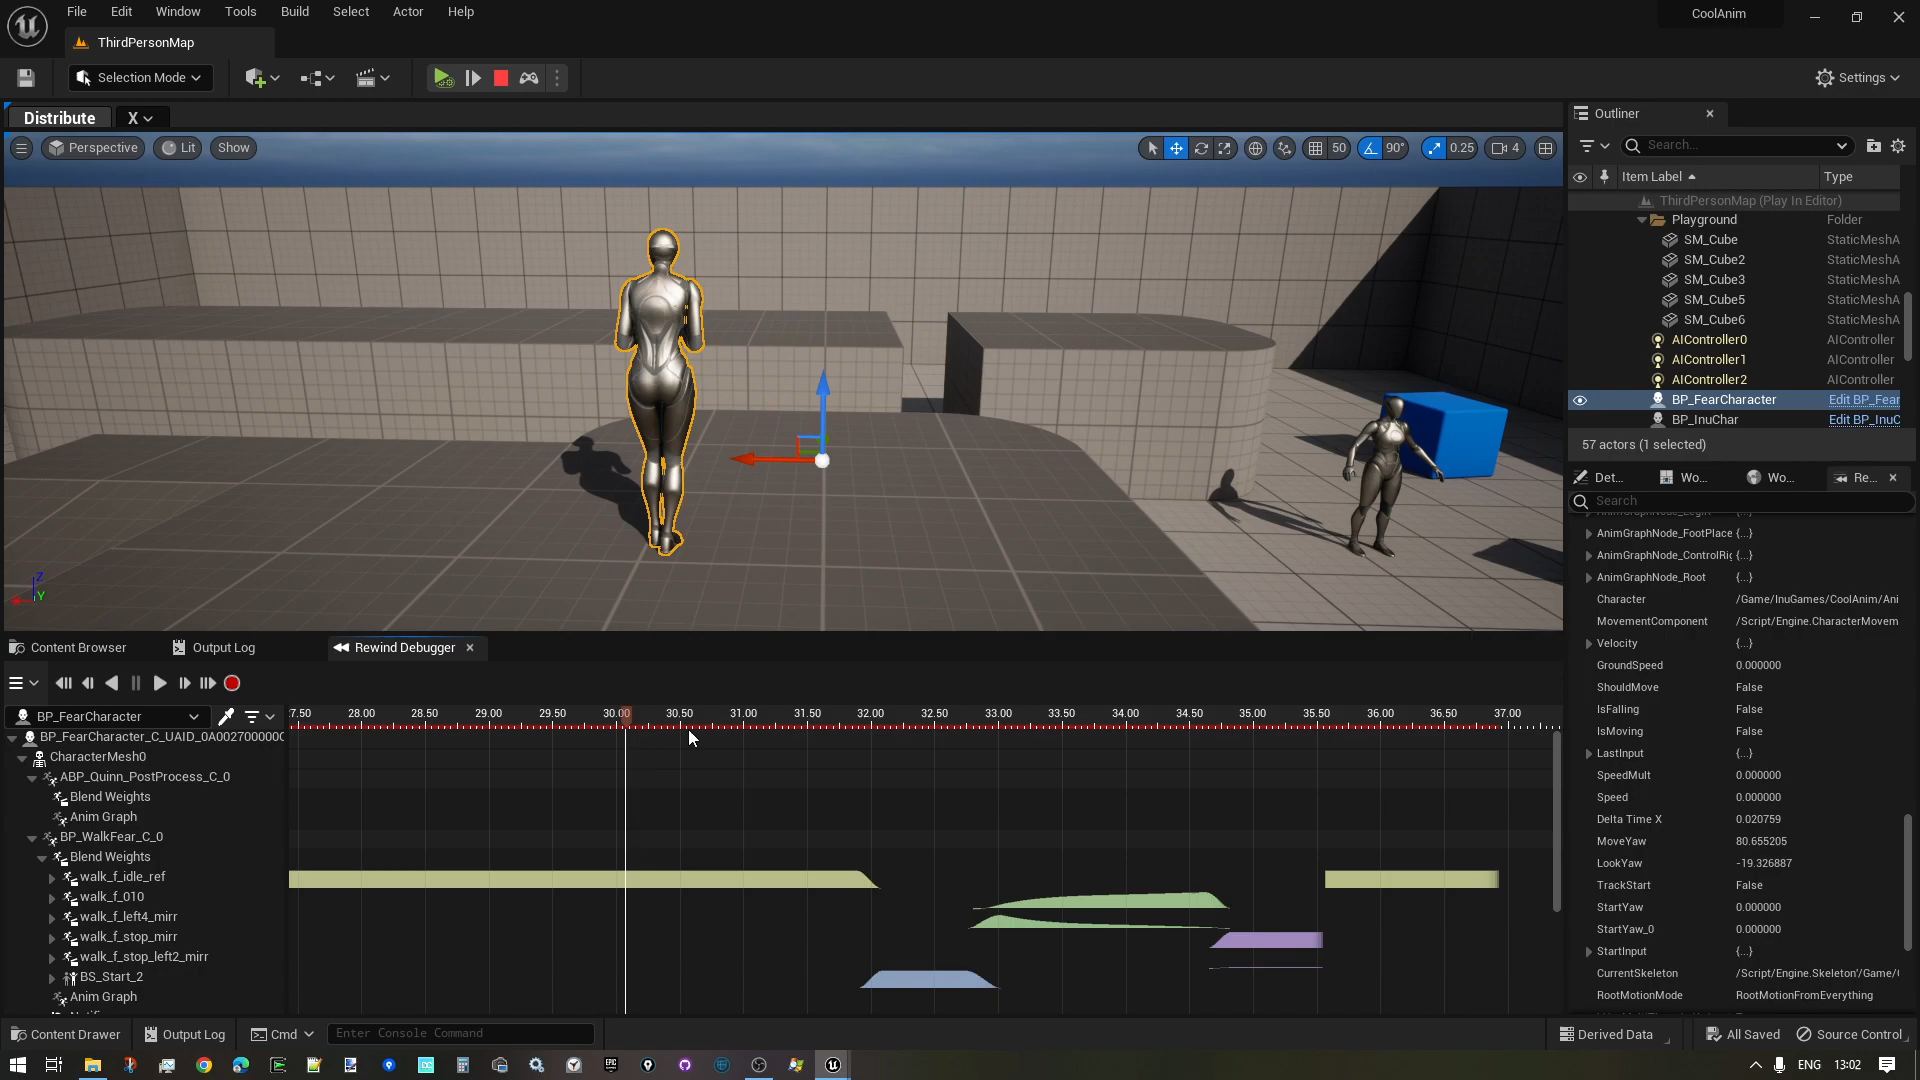 File Edit Window Tools Build Select Actor Help
CoolAnim
ThirdPersonMap
Selection Mode
Settings
Distribute X
Perspective Lit Show
50 90° 0.25 4
Outliner
Search...
Item Label Type
ThirdPersonMap (Play In Editor)
Playground Folder
SM_Cube StaticMeshA
SM_Cube2 StaticMeshA
SM_Cube3 StaticMeshA
SM_Cube5 StaticMeshA
SM_Cube6 StaticMeshA
AIController0 AIController
AIController1 AIController
AIController2 AIController
BP_FearCharacter Edit BP_Fear
BP_InuChar Edit BP_InuC
57 actors (1 selected)
Det... Wo... Wo... Re...
Search
AnimGraphNode_FootPlace {...}
AnimGraphNode_ControlRig {...}
AnimGraphNode_Root {...}
Character /Game/InuGames/CoolAnim/Ani
MovementComponent /Script/Engine.CharacterMovem
Velocity {...}
GroundSpeed 0.000000
ShouldMove False
IsFalling False
IsMoving False
LastInput {...}
SpeedMult 0.000000
Speed 0.000000
Delta Time X 0.020759
MoveYaw 80.655205
LookYaw -19.326887
TrackStart False
StartYaw 0.000000
StartYaw_0 0.000000
StartInput {...}
CurrentSkeleton /Script/Engine.Skeleton'/Game/(
RootMotionMode RootMotionFromEverything
Z
Y
Content Browser Output Log Rewind Debugger
BP_FearCharacter
7.50 28.00 28.50 29.00 29.50 30.00 30.50 31.00 31.50 32.00 32.50 33.00 33.50 34.00 34.50 35.00 35.50 36.00 36.50 37.00
BP_FearCharacter_C_UAID_0A002700000C
CharacterMesh0
ABP_Quinn_PostProcess_C_0
Blend Weights
Anim Graph
BP_WalkFear_C_0
Blend Weights
walk_f_idle_ref
walk_f_010
walk_f_left4_mirr
walk_f_stop_mirr
walk_f_stop_left2_mirr
BS_Start_2
Anim Graph
Content Drawer Output Log Cmd Enter Console Command
Derived Data All Saved Source Control
ENG 13:02